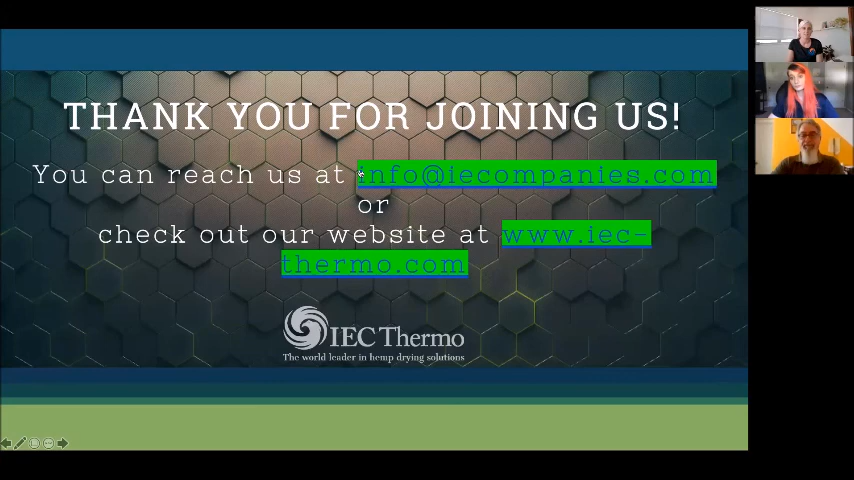 THANK YOU FOR JOINING US!
You can reach us at info@iecompanies.com
or
check out our website at www.iec-
thermo.com
IEC Thermo
The world leader in hemp drying solutions